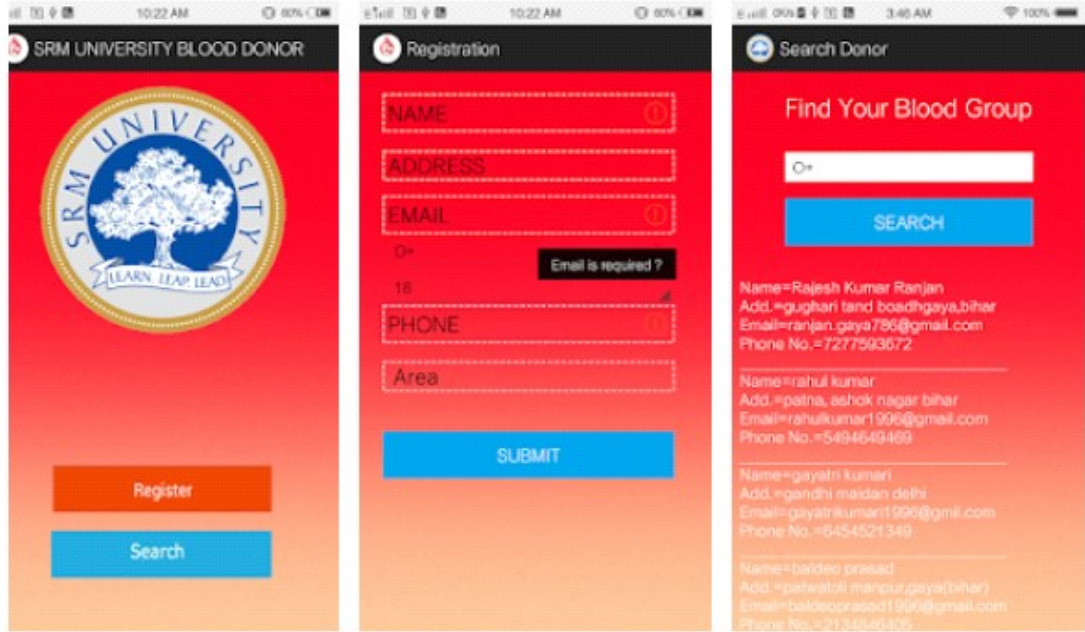 10:22 AM
60%
SRM UNIVERSITY BLOOD DONOR
SRM UNIVERSITY
LEARN. LEAP. LEAD
Register
Search
10:22 AM
60%
Registration
NAME
ADDRESS
EMAIL
O+
Email is required ?
18
PHONE
Area
SUBMIT
3:46 AM
100%
Search Donor
Find Your Blood Group
O+
SEARCH
Name=Rajesh Kumar Ranjan
Add.=gughari tand boadhgaya,bihar
Email=ranjan.gaya786@gmail.com
Phone No.=7277593672
Name=rahul kumar
Add.=patna, ashok nagar bihar
Email=rahulkumar1996@gmail.com
Phone No.=5494649469
Name=gayatri kumari
Add.=gandhi maidan delhi
Email=gayatrikumari1996@gmil.com
Phone No.=6454521349
Name=baldeo prasad
Add.=patwatoli manpur,gaya(bihar)
Email=baldeoprasad1996@gmail.com
Phone No.=2134846405